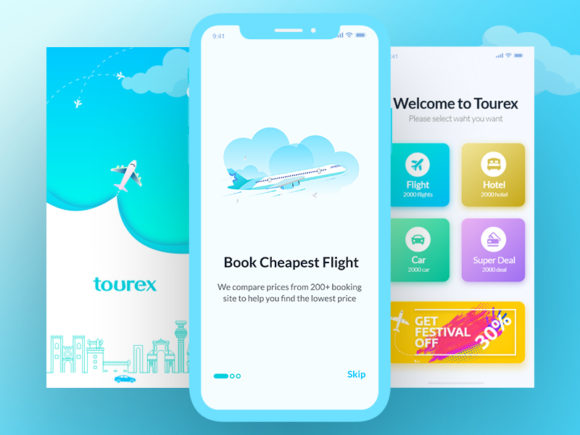 tourex
9:41
Book Cheapest Flight
We compare prices from 200+ booking
site to help you find the lowest price
Skip
:41
Welcome to Tourex
Please select waht you want
Flight
2000 flights
Hotel
2000 hotel
Car
2000 car
Super Deal
2000 deal
GET
FESTIVAL
OFF
30%